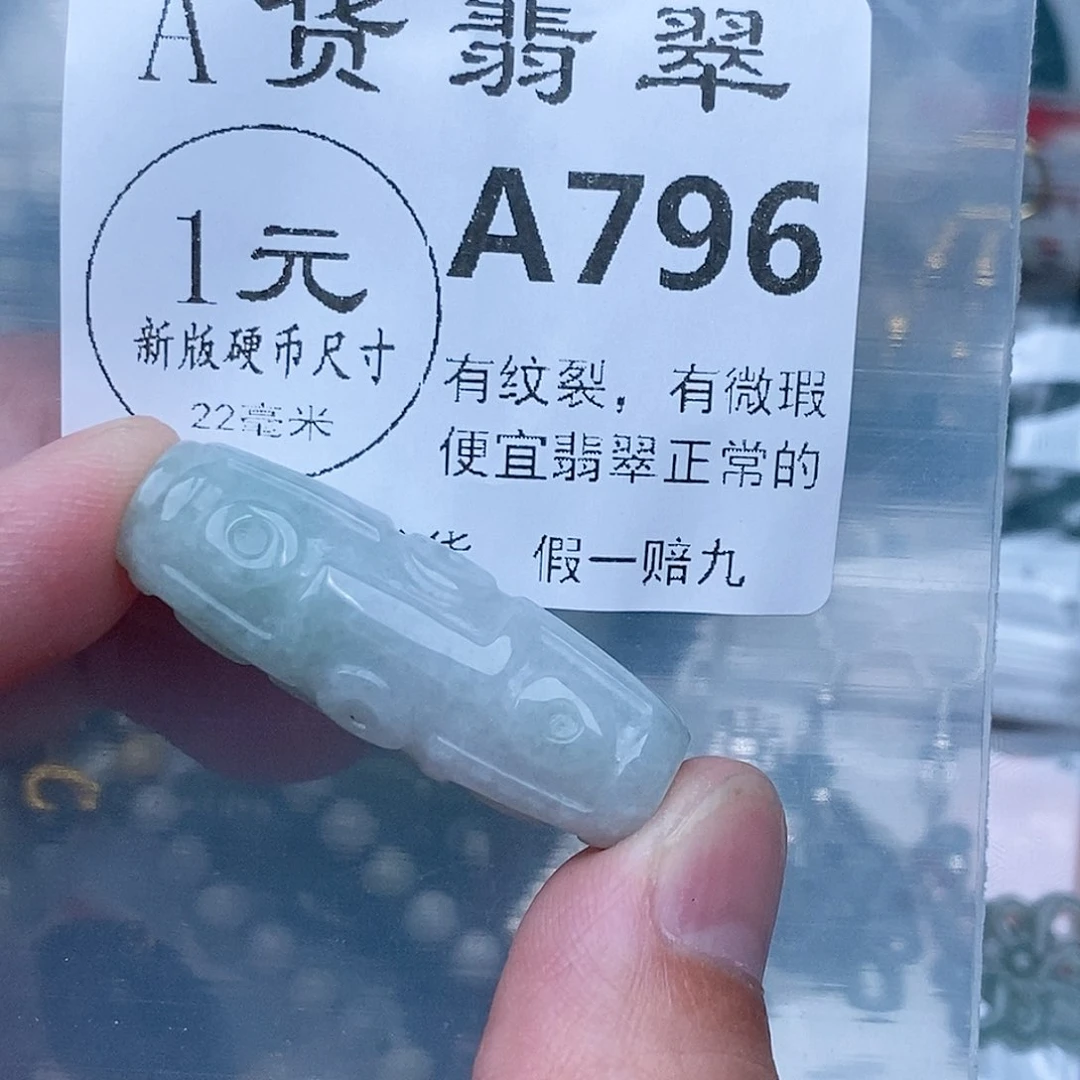 A货翡翠
A796
1元
新版硬币尺寸
22毫米
有纹裂，有微瑕
便宜翡翠正常的
货 假一赔九